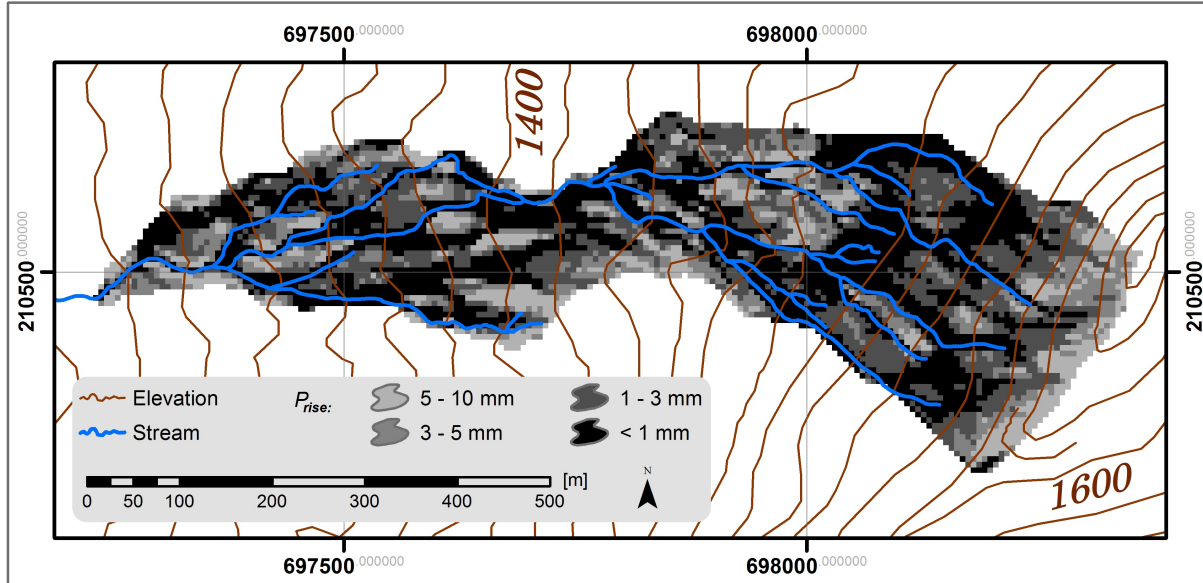 697500.000000 698000.000000
1400
210500.000000
210500.000000
Elevation
Stream
Prise:
5 - 10 mm
3 - 5 mm
1 - 3 mm
< 1 mm
[m]
0 50 100 200 300 400 500
N
1600
697500.000000 698000.000000